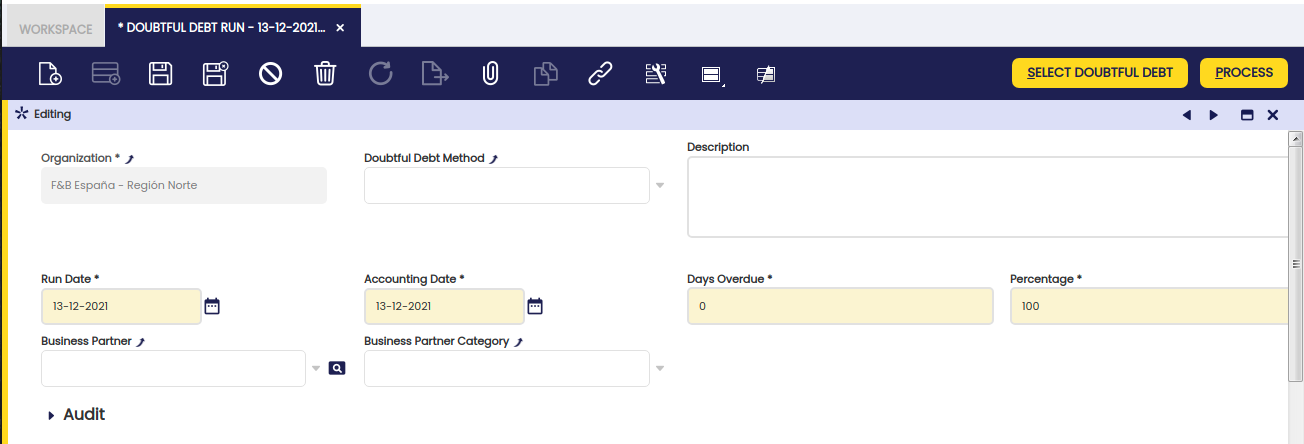 WORKSPACE
* DOUBTFUL DEBT RUN - 13-12-2021... ×
SELECT DOUBTFUL DEBT
PROCESS
Editing
Organization *
Doubtful Debt Method
Description
F&B España - Región Norte
Run Date *
Accounting Date *
Days Overdue *
Percentage *
13-12-2021
13-12-2021
0
100
Business Partner
Business Partner Category
Audit